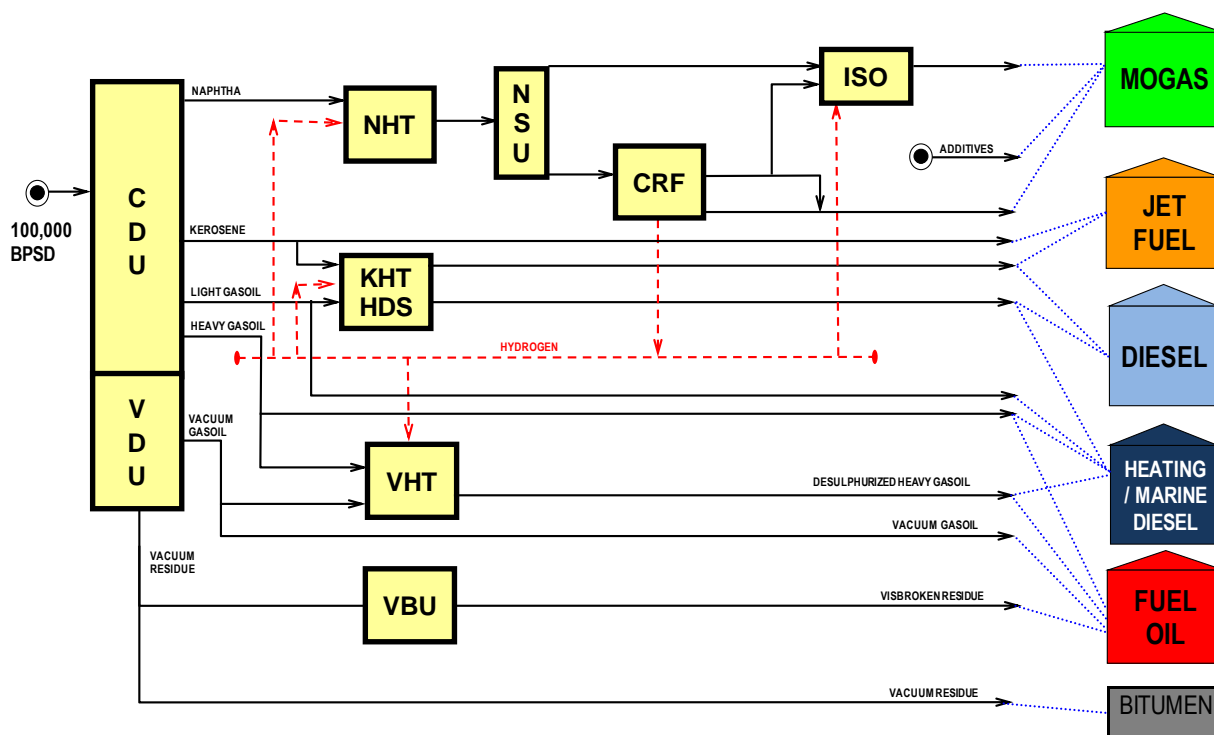 NAPHTHA
NHT
N
S
U
ISO
MOGAS
ADDITIVES
C
D
U
100,000
BPSD
CRF
JET
FUEL
KEROSENE
KHT
HDS
LIGHT GASOIL
HEAVY GASOIL
HYDROGEN
DIESEL
V
D
U
VACUUM
GASOIL
VHT
DESULPHURIZED HEAVY GASOIL
HEATING
/ MARINE
DIESEL
VACUUM GASOIL
VACUUM
RESIDUE
VBU
VISBROKEN RESIDUE
FUEL
OIL
VACUUM RESIDUE
BITUMEN